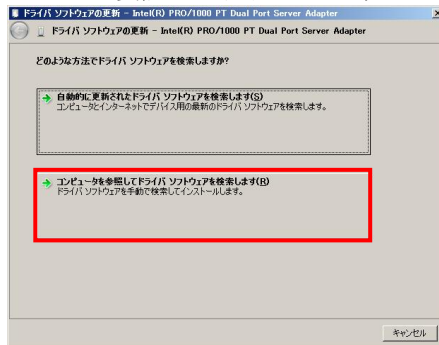 ドライバ ソフトウェアの更新 - Intel(R) PRO/1000 PT Dual Port Server Adapter
ドライバ ソフトウェアの更新 - Intel(R) PRO/1000 PT Dual Port Server Adapter
どのような方法でドライバ ソフトウェアを検索しますか?
自動的に更新されたドライバ ソフトウェアを検索します(S)
コンピュータとインターネットでデバイス用の最新のドライバ ソフトウェアを検索します。
コンピュータを参照してドライバ ソフトウェアを検索します(R)
ドライバ ソフトウェアを手動で検索してインストールします。
キャンセル